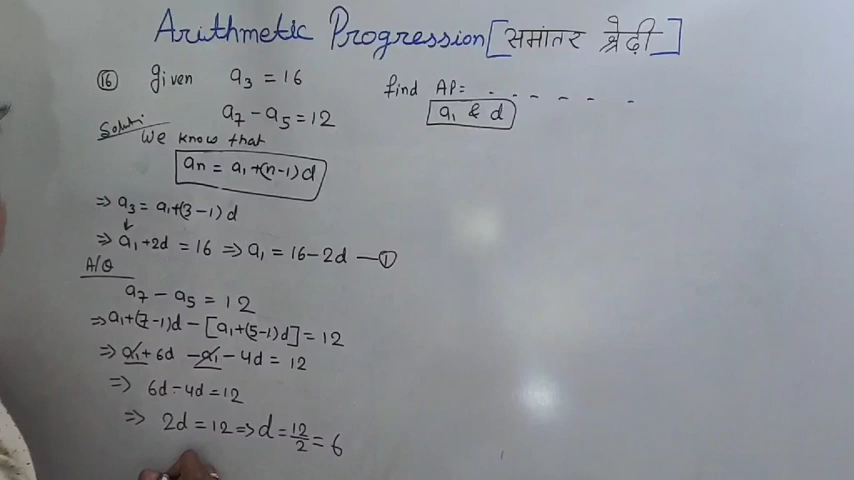 Arithmetic Progression [समांतर श्रेढ़ी]
(16) Given a₃ = 16
find AP = . - - - - -
a₇ - a₅ = 12
a₁ & d
Soluti
We know that
an = a₁+(n-1)d
⇒ a₃ = a₁+(3-1)d
⇒ a₁+2d = 16 ⇒ a₁ = 16-2d —①
A/Q
a₇ - a₅ = 12
⇒ a₁+(7-1)d - [a₁+(5-1)d] = 12
⇒ a₁+6d - a₁ - 4d = 12
⇒ 6d - 4d = 12
⇒ 2d = 12 ⇒ d = 12/2 = 6